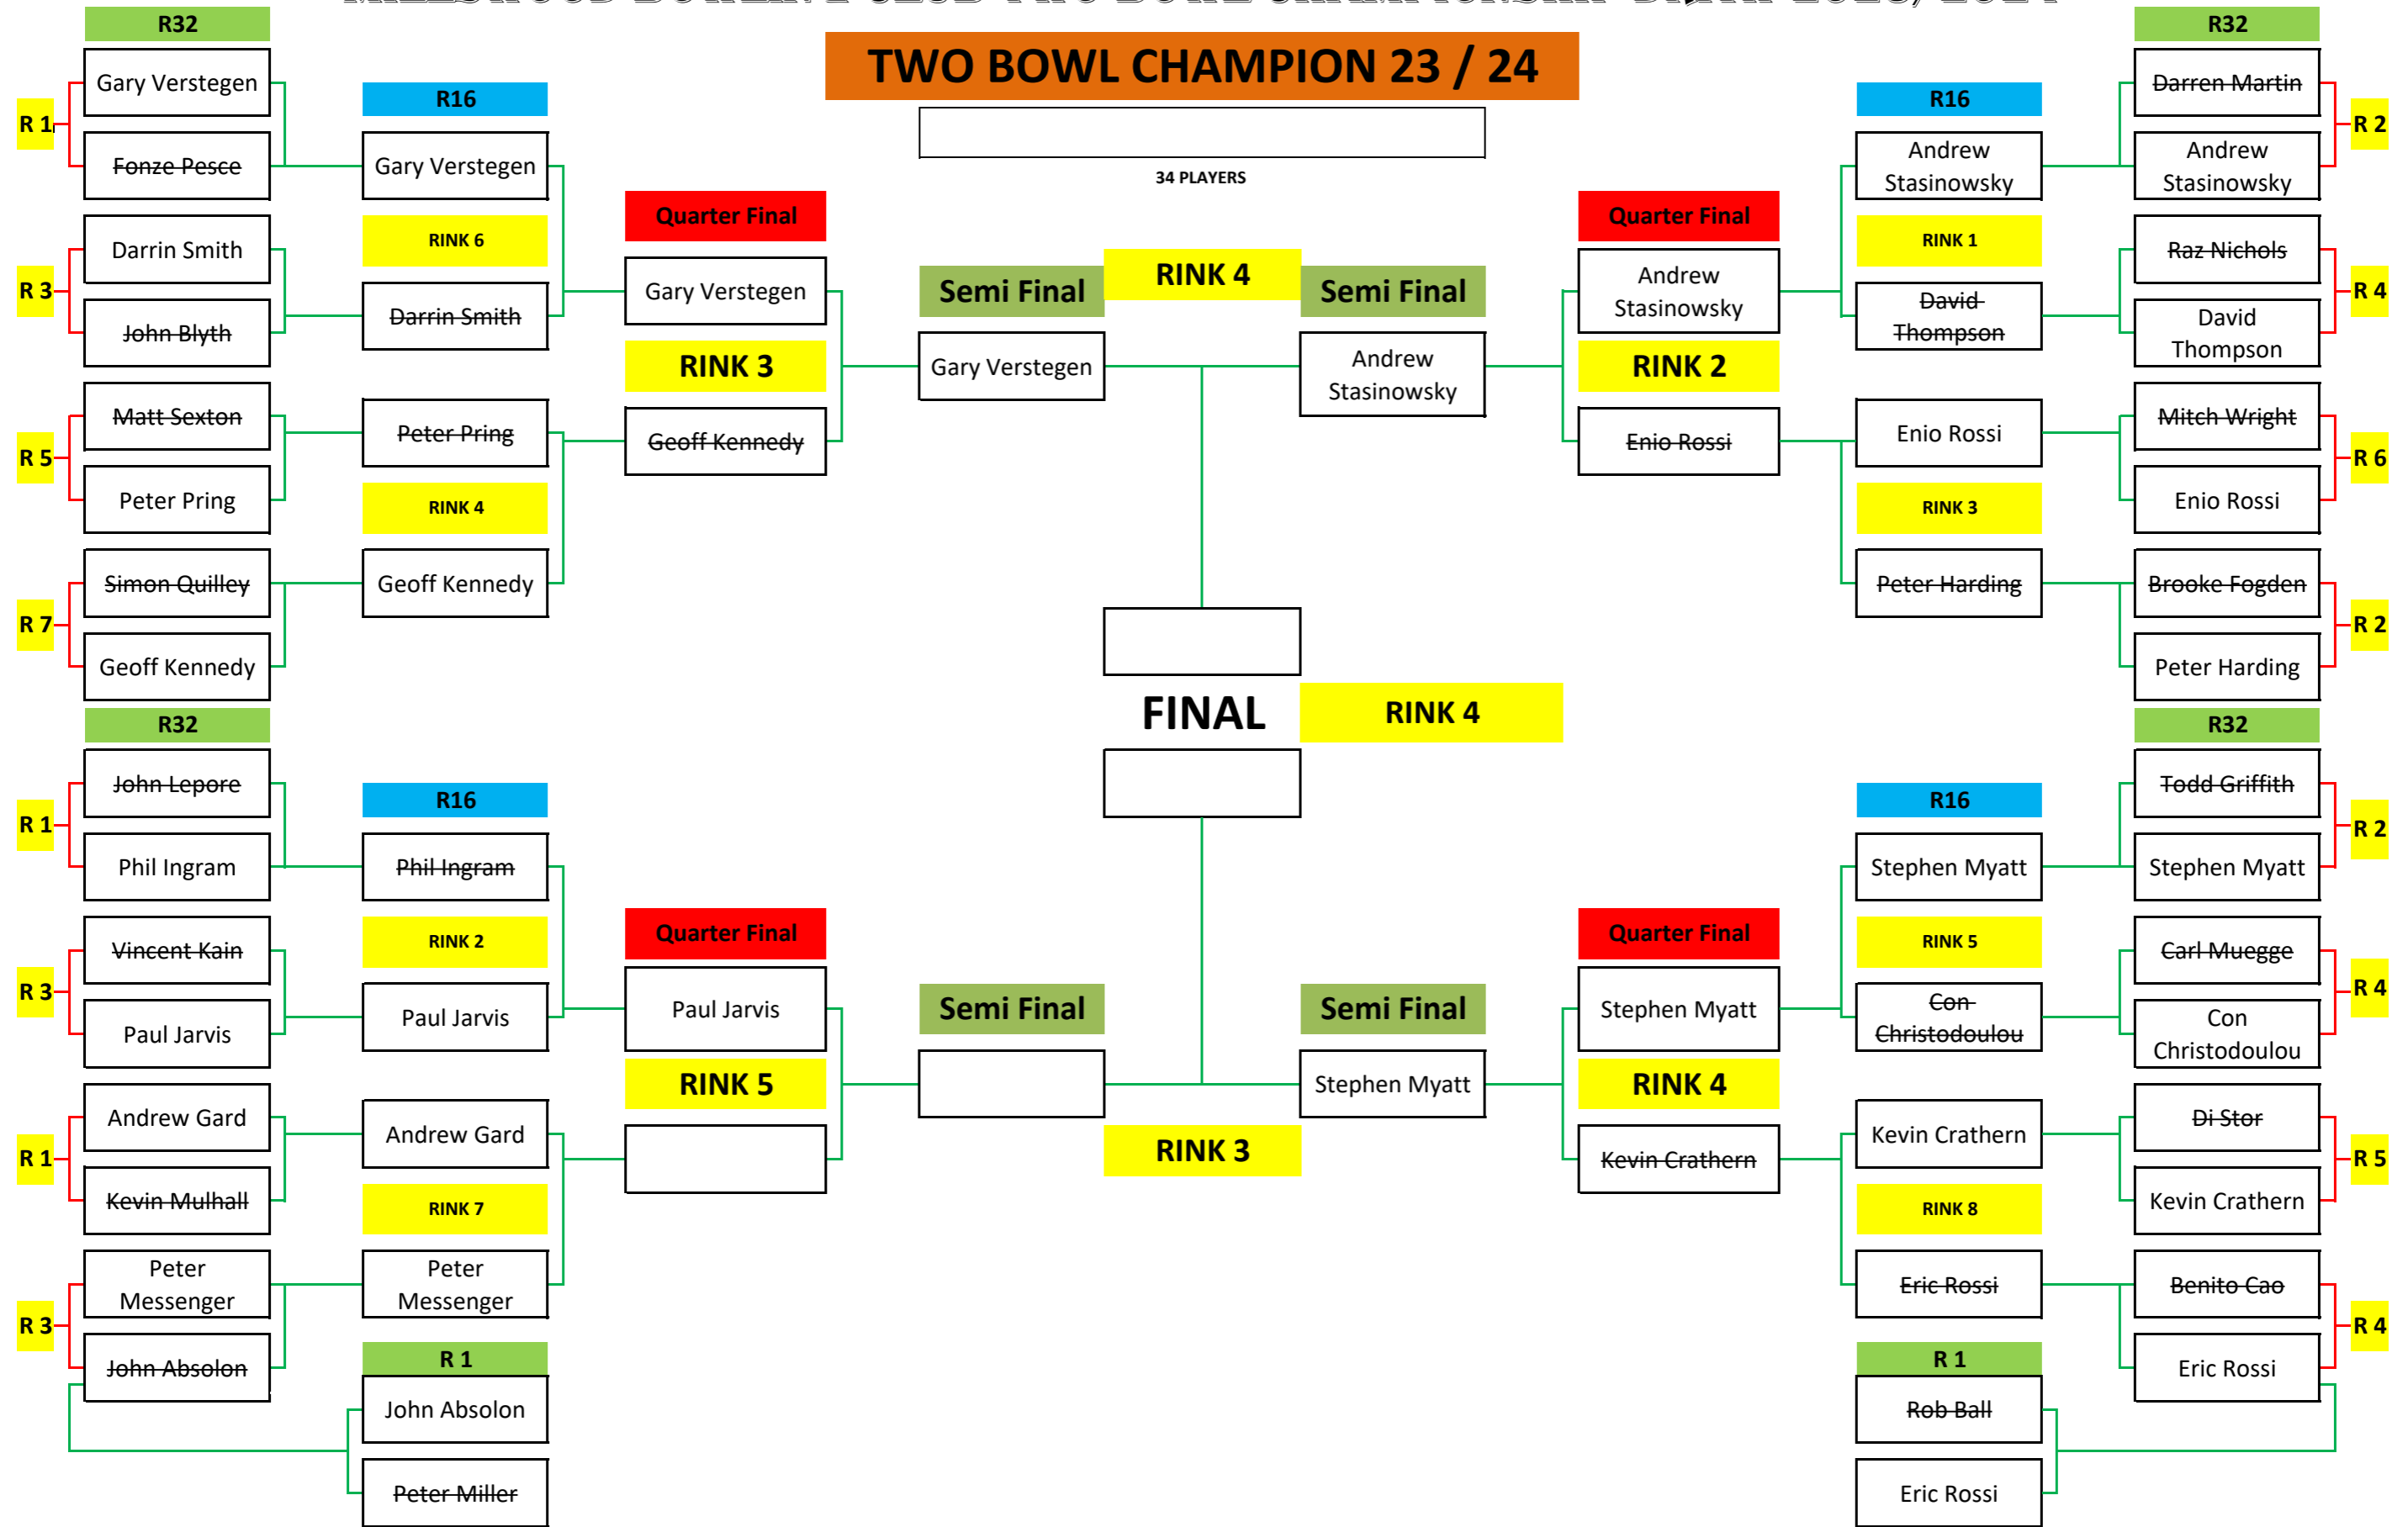 MILLSWOOD BOWLING CLUB TWO BOWL CHAMPIONSHIP DRAW 2023/2024
TWO BOWL CHAMPION 23 / 24
34 PLAYERS
R32
R 1
Gary Verstegen
Fonze Pesce
R 3
Darrin Smith
John Blyth
R 5
Matt Sexton
Peter Pring
R 7
Simon Quilley
Geoff Kennedy
R16
Gary Verstegen
RINK 6
Darrin Smith
Peter Pring
RINK 4
Geoff Kennedy
Quarter Final
Gary Verstegen
RINK 3
Geoff Kennedy
Semi Final
Gary Verstegen
RINK 4
Semi Final
Andrew
Stasinowsky
Quarter Final
Andrew
Stasinowsky
RINK 2
Enio Rossi
R16
Andrew
Stasinowsky
RINK 1
David
Thompson
Enio Rossi
RINK 3
Peter Harding
R32
Darren Martin
R 2
Andrew
Stasinowsky
Raz Nichols
R 4
David
Thompson
Mitch Wright
R 6
Enio Rossi
Brooke Fogden
R 2
Peter Harding
FINAL
RINK 4
R32
R 1
John Lepore
Phil Ingram
R 3
Vincent Kain
Paul Jarvis
R 1
Andrew Gard
Kevin Mulhall
R 3
Peter
Messenger
John Absolon
R16
Phil Ingram
RINK 2
Paul Jarvis
Andrew Gard
RINK 7
Peter
Messenger
R 1
John Absolon
Peter Miller
Quarter Final
Paul Jarvis
RINK 5
Semi Final
RINK 3
Semi Final
Stephen Myatt
Quarter Final
Stephen Myatt
RINK 4
Kevin Crathern
R16
Stephen Myatt
RINK 5
Con
Christodoulou
Kevin Crathern
RINK 8
Eric Rossi
R 1
Rob Ball
Eric Rossi
R32
Todd Griffith
R 2
Stephen Myatt
Carl Muegge
R 4
Con
Christodoulou
Di Stor
R 5
Kevin Crathern
Benito Cao
R 4
Eric Rossi